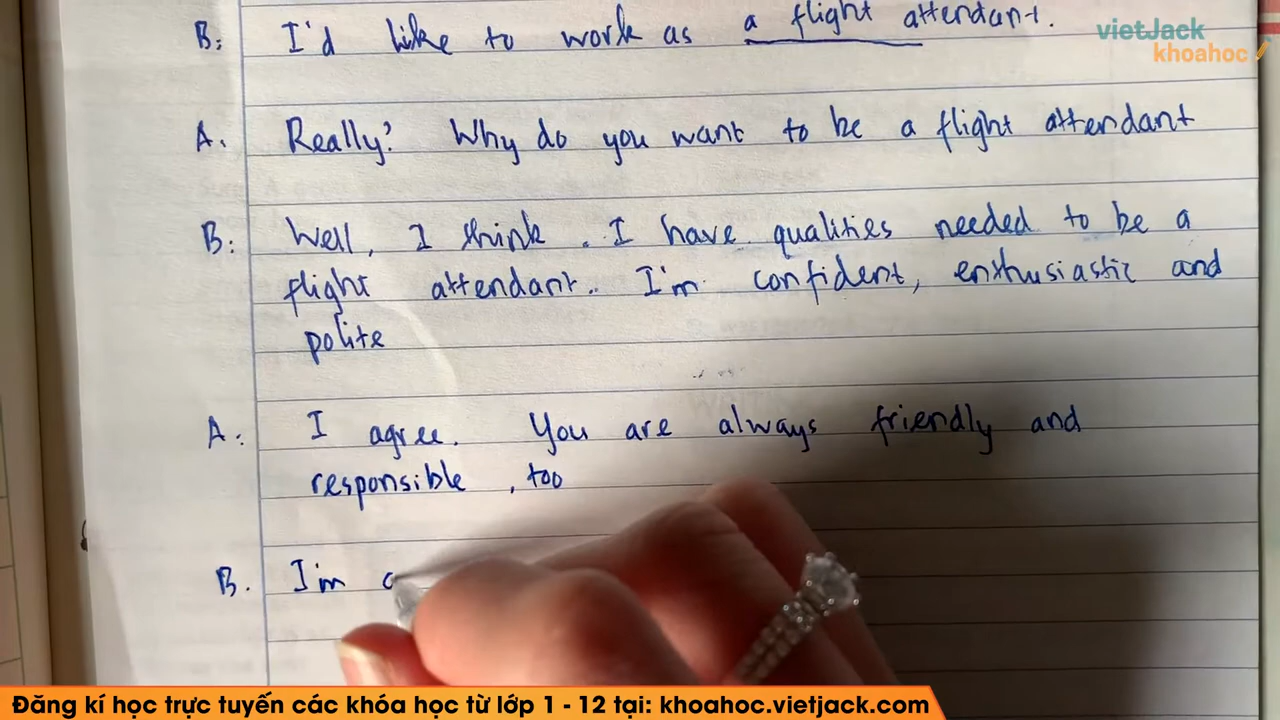 B: I'd like to work as a flight attendant.
vietJack
khoahoc
A. Really? Why do you want to be a flight attendant
B: Well, I think . I have qualities needed to be a
flight attendant. I'm confident, enthusiastic and
polite
A: I agree. You are always friendly and
responsible , too
B. I'm
Đăng kí học trực tuyến các khóa học từ lớp 1 - 12 tại: khoahoc.vietjack.com